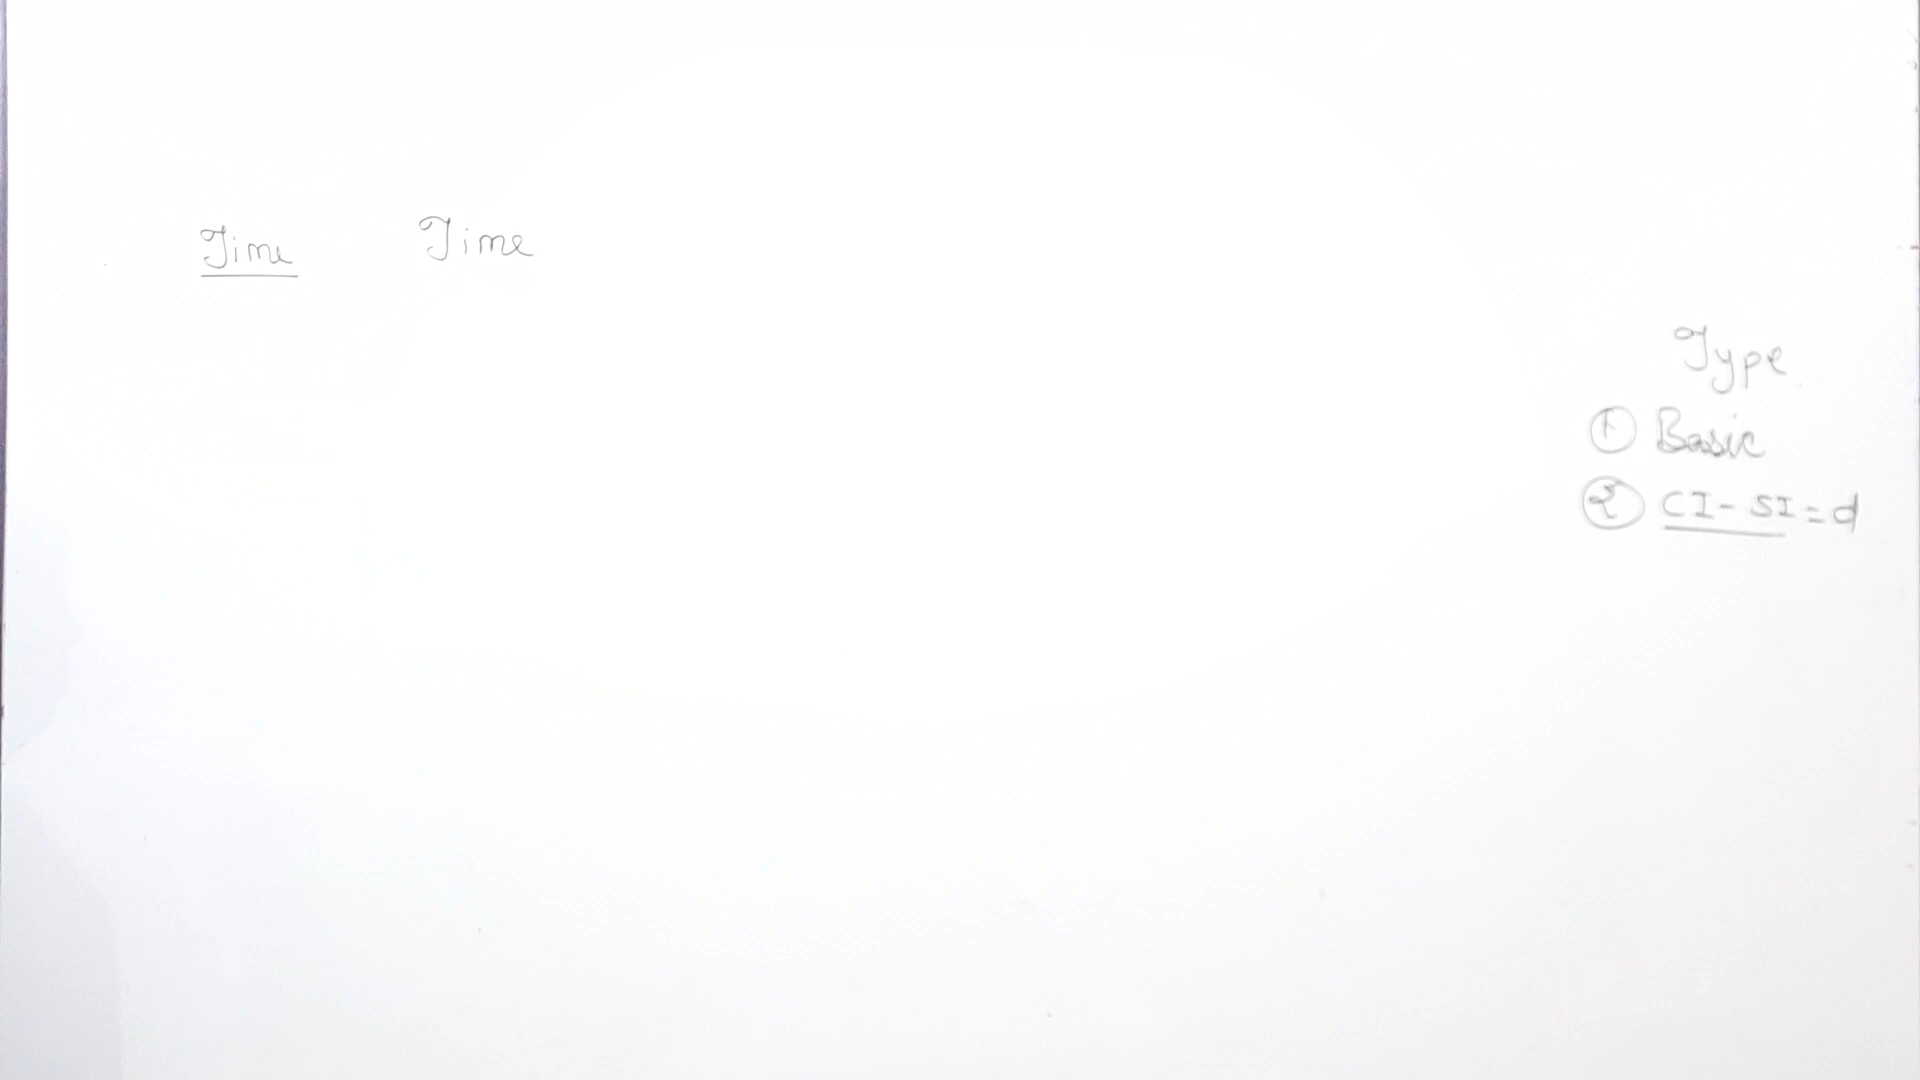 Time Time
Type
① Basic
② CI - SI = d